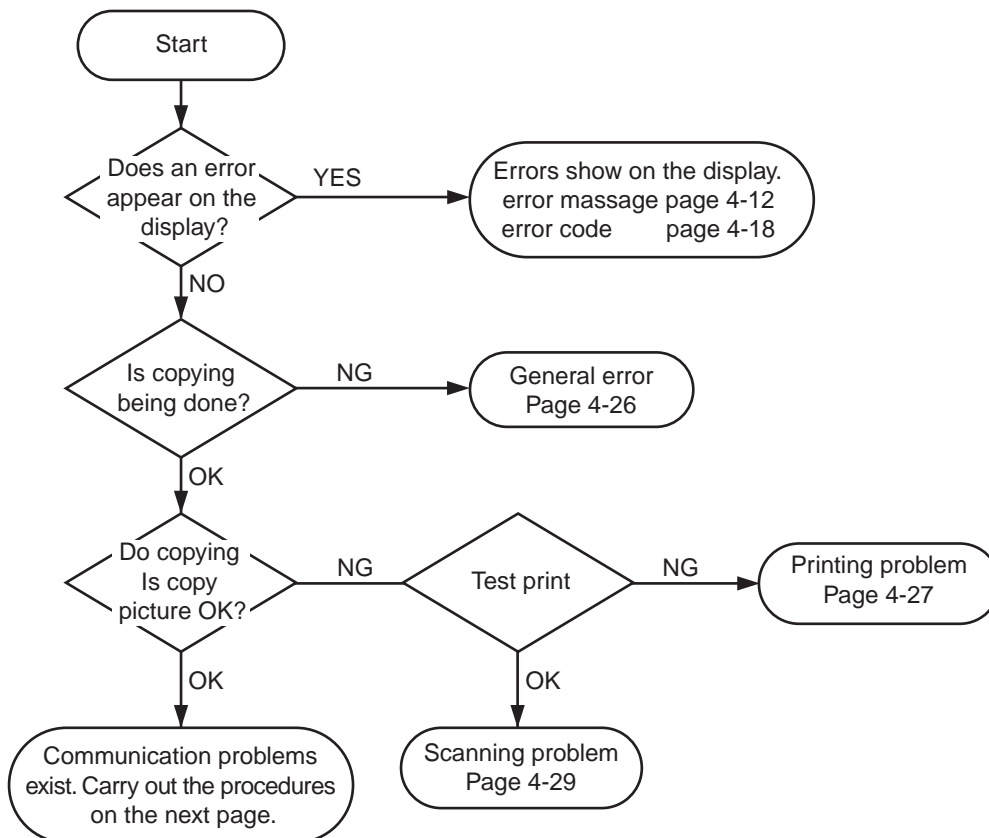 Start
Does an error
appear on the
display?
YES
Errors show on the display.
error massage page 4-12
error code page 4-18
NO
Is copying
being done?
NG
General error
Page 4-26
OK
Do copying
Is copy
picture OK?
NG
Test print
NG
Printing problem
Page 4-27
OK
OK
Communication problems
exist. Carry out the procedures
on the next page.
Scanning problem
Page 4-29